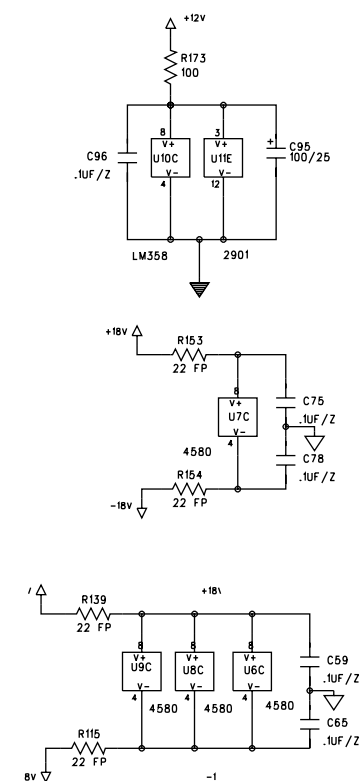 +12V
R173
100
8 3
V+ V+
C96 U10C U11E + C95
.1UF/Z 100/25
V- V-
4 12
LM358 2901
+18V
R153
22 FP
8
V+
C75
U7C
.1UF/Z
V-
4
4580
C78
.1UF/Z
R154
22 FP
-18V
/ +18\
R139
22 FP
8 8 8
V+ V+ V+
U9C U8C U6C
C59
.1UF/Z
V- V- V-
4 4 4
4580 4580 4580
C65
.1UF/Z
R115
22 FP
8V -1